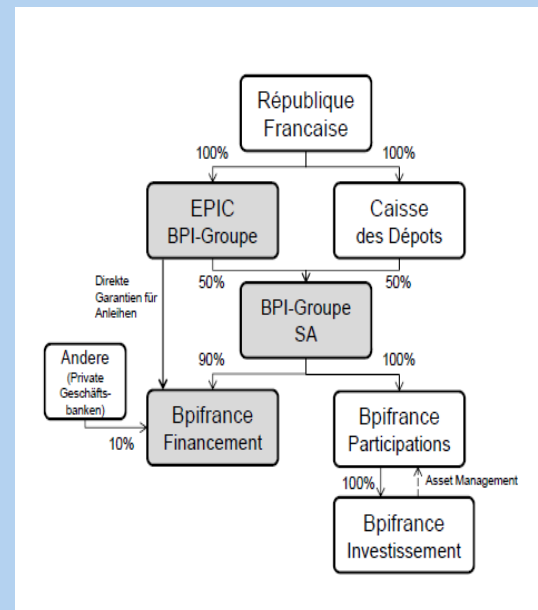 République
Francaise
100%
100%
EPIC
BPI-Groupe
Caisse
des Dépots
Direkte
Garantien für
Anleihen
50%
50%
BPI-Groupe
SA
90%
100%
Andere
(Private
Geschäfts-
banken)
10%
Bpifrance
Financement
Bpifrance
Participations
100%
Asset Management
Bpifrance
Investissement